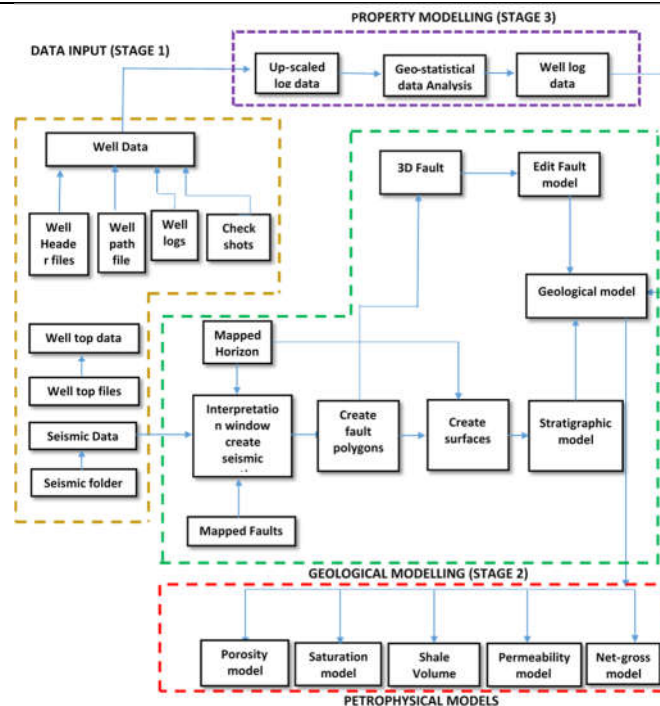 PROPERTY MODELLING (STAGE 3)
DATA INPUT (STAGE 1)
Up-scaled
log data
Geo-statistical
data Analysis
Well log
data
Well Data
Well
Heade
r files
Well
path
file
Well
logs
Check
shots
3D Fault
Edit Fault
model
Geological model
Well top data
Well top files
Seismic Data
Seismic folder
Mapped
Horizon
Interpretatio
n window
create
seismic
Mapped Faults
Create
fault
polygons
Create
surfaces
Stratigraphic
model
GEOLOGICAL MODELLING (STAGE 2)
Porosity
model
Saturation
model
Shale
Volume
Permeability
model
Net-gross
model
PETROPHYSICAL MODELS